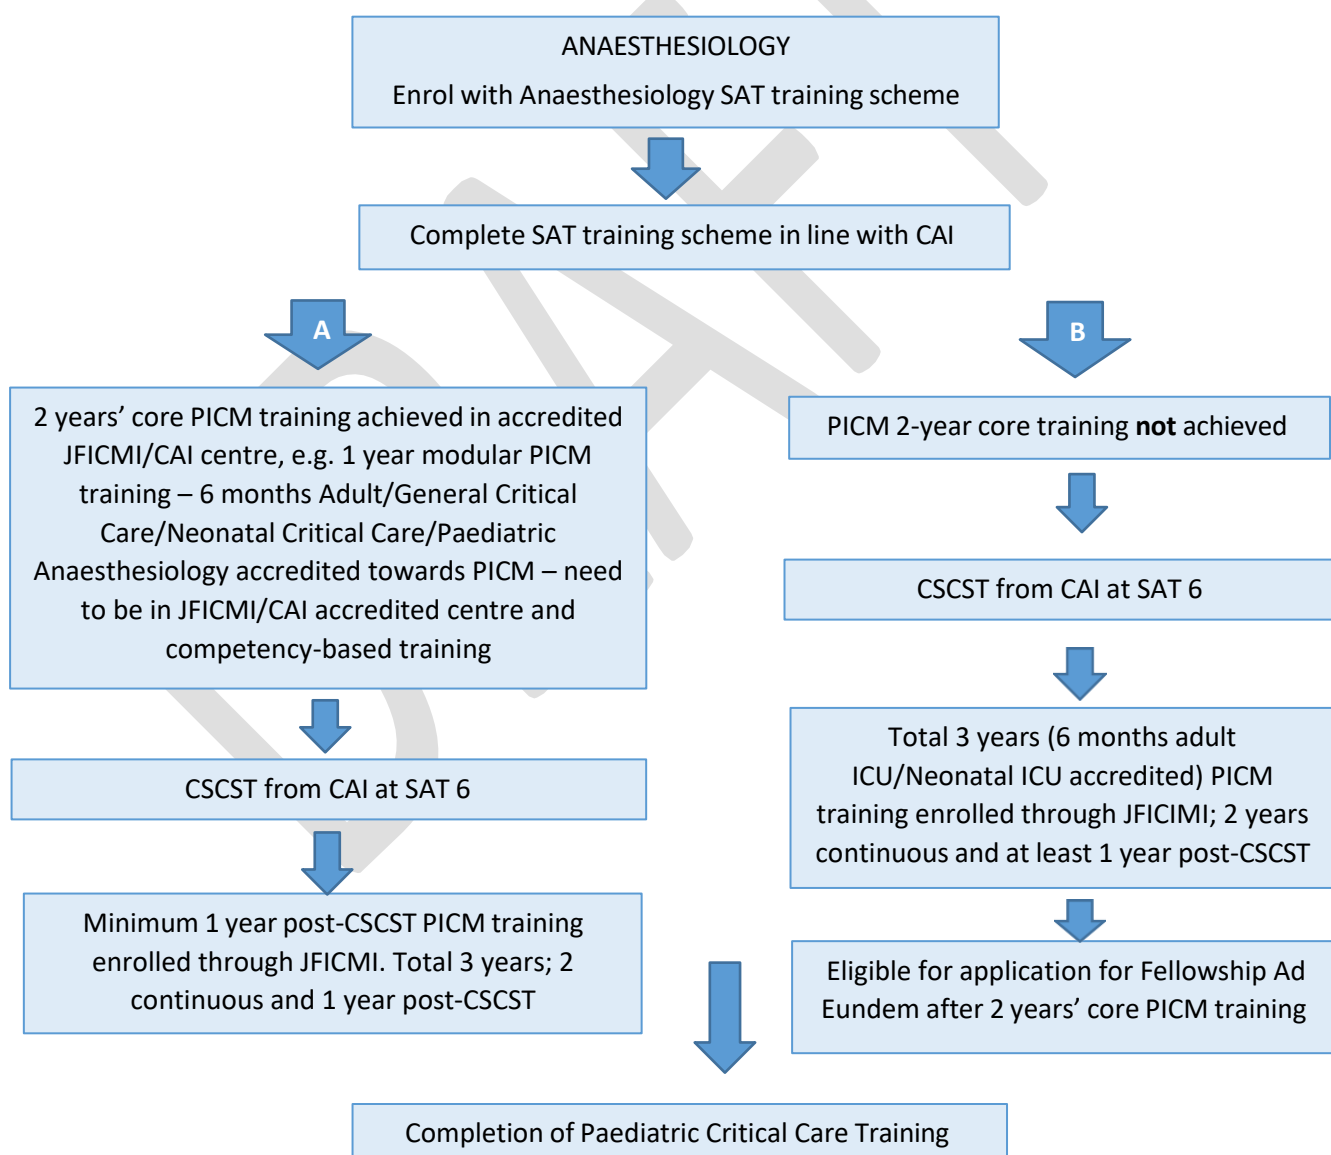 ANAESTHESIOLOGY
Enrol with Anaesthesiology SAT training scheme
Complete SAT training scheme in line with CAI
A
2 years’ core PICM training achieved in accredited
JFICMI/CAI centre, e.g. 1 year modular PICM
training – 6 months Adult/General Critical
Care/Neonatal Critical Care/Paediatric
Anaesthesiology accredited towards PICM – need
to be in JFICMI/CAI accredited centre and
competency-based training
CSCST from CAI at SAT 6
Minimum 1 year post-CSCST PICM training
enrolled through JFICMI. Total 3 years; 2
continuous and 1 year post-CSCST
B
PICM 2-year core training not achieved
CSCST from CAI at SAT 6
Total 3 years (6 months adult
ICU/Neonatal ICU accredited) PICM
training enrolled through JFICIMI; 2 years
continuous and at least 1 year post-CSCST
Eligible for application for Fellowship Ad
Eundem after 2 years’ core PICM training
Completion of Paediatric Critical Care Training
DRAFT